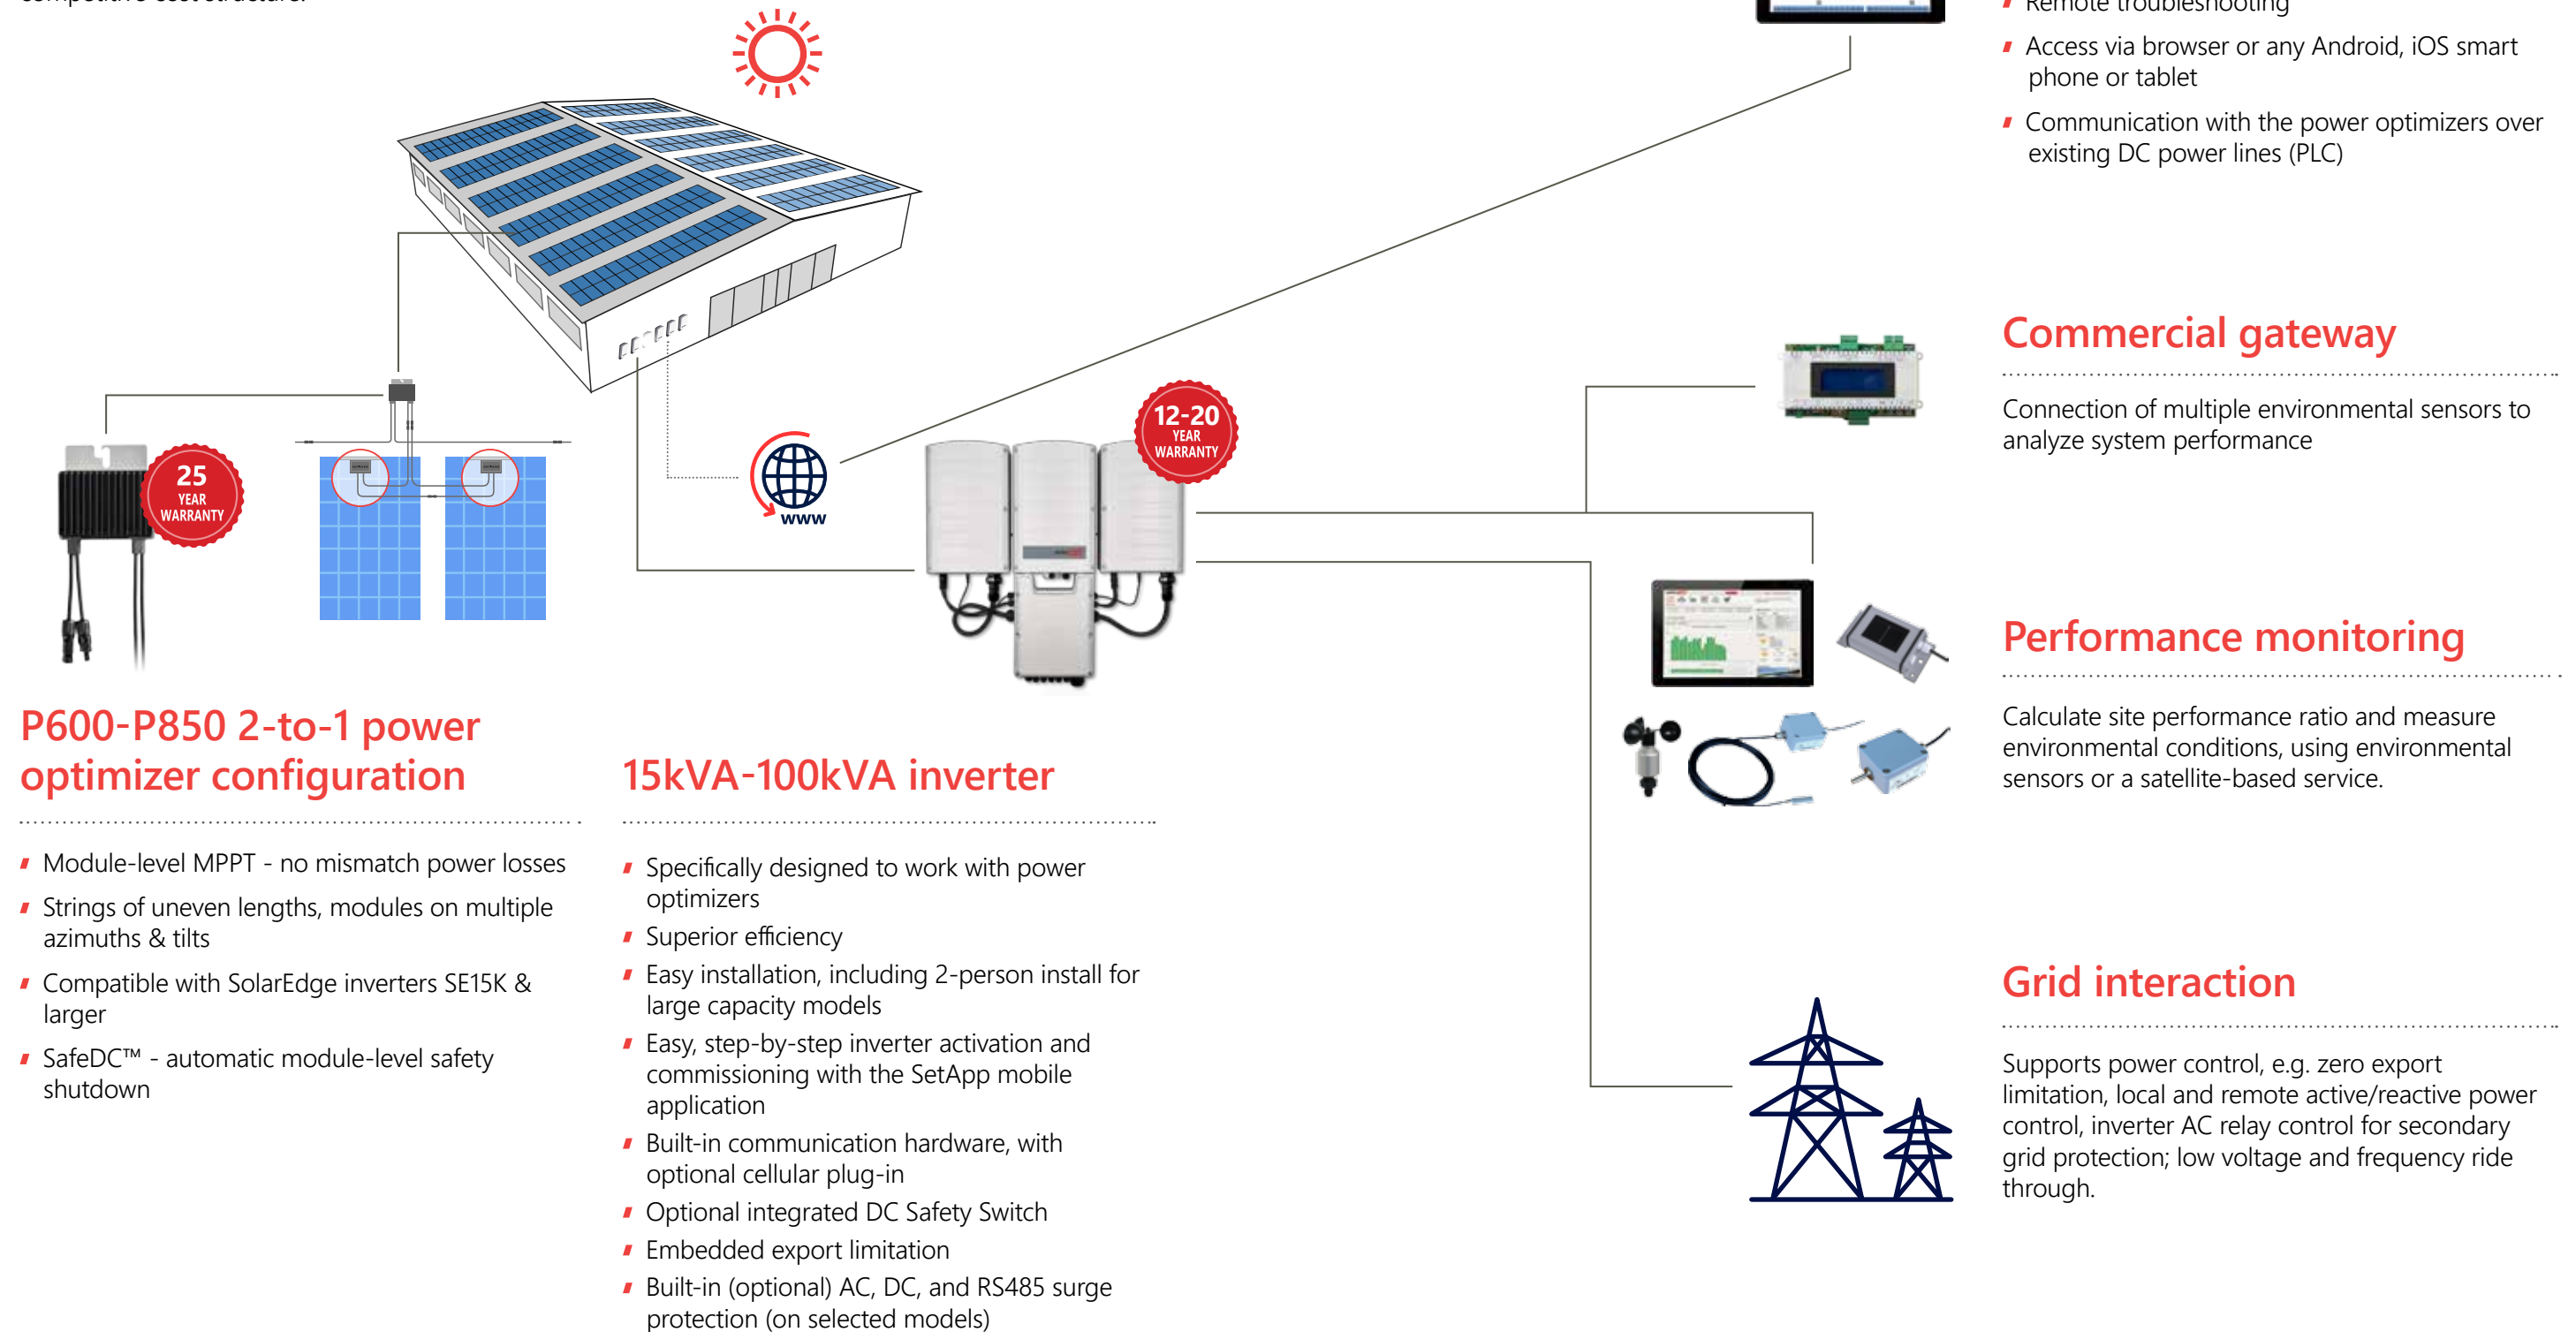 Remote troubleshooting
Access via browser or any Android, iOS smart
phone or tablet
Communication with the power optimizers over
existing DC power lines (PLC)
Commercial gateway
Connection of multiple environmental sensors to
analyze system performance
12-20
YEAR
WARRANTY
25
YEAR
WARRANTY
www
Performance monitoring
Calculate site performance ratio and measure
environmental conditions, using environmental
sensors or a satellite-based service.
P600-P850 2-to-1 power
optimizer configuration
Module-level MPPT - no mismatch power losses
Strings of uneven lengths, modules on multiple
azimuths & tilts
Compatible with SolarEdge inverters SE15K &
larger
SafeDC™ - automatic module-level safety
shutdown
15kVA-100kVA inverter
Specifically designed to work with power
optimizers
Superior efficiency
Easy installation, including 2-person install for
large capacity models
Easy, step-by-step inverter activation and
commissioning with the SetApp mobile
application
Built-in communication hardware, with
optional cellular plug-in
Optional integrated DC Safety Switch
Embedded export limitation
Built-in (optional) AC, DC, and RS485 surge
protection (on selected models)
Grid interaction
Supports power control, e.g. zero export
limitation, local and remote active/reactive power
control, inverter AC relay control for secondary
grid protection; low voltage and frequency ride
through.